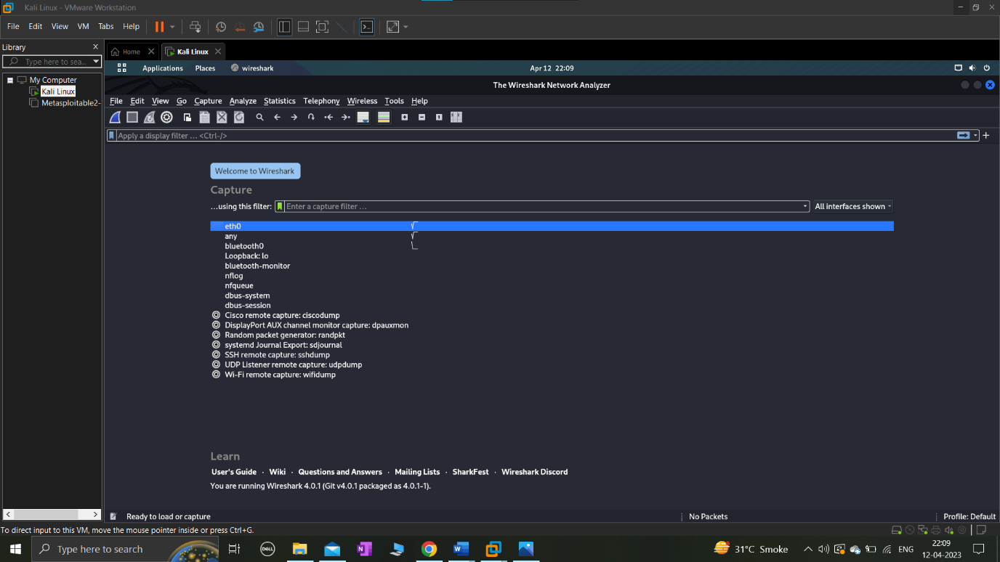 Kali Linux - VMware Workstation
File Edit View VM Tabs Help
Library
Type here to sea...
My Computer
Kali Linux
Metasploitable2-
Home
Kali Linux
Applications Places wireshark
Apr 12 22:09
The Wireshark Network Analyzer
File Edit View Go Capture Analyze Statistics Telephony Wireless Tools Help
Apply a display filter ... <Ctrl-/>
Welcome to Wireshark
Capture
...using this filter: Enter a capture filter ... All interfaces shown
eth0
any
bluetooth0
Loopback: lo
bluetooth-monitor
nflog
nfqueue
dbus-system
dbus-session
Cisco remote capture: ciscodump
DisplayPort AUX channel monitor capture: dpauxmon
Random packet generator: randpkt
systemd Journal Export: sdjournal
SSH remote capture: sshdump
UDP Listener remote capture: udpdump
Wi-Fi remote capture: wifidump
Learn
User's Guide · Wiki · Questions and Answers · Mailing Lists · SharkFest · Wireshark Discord
You are running Wireshark 4.0.1 (Git v4.0.1 packaged as 4.0.1-1).
Ready to load or capture No Packets Profile: Default
To direct input to this VM, move the mouse pointer inside or press Ctrl+G.
Type here to search
DELL
31°C Smoke
ENG
22:09
12-04-2023